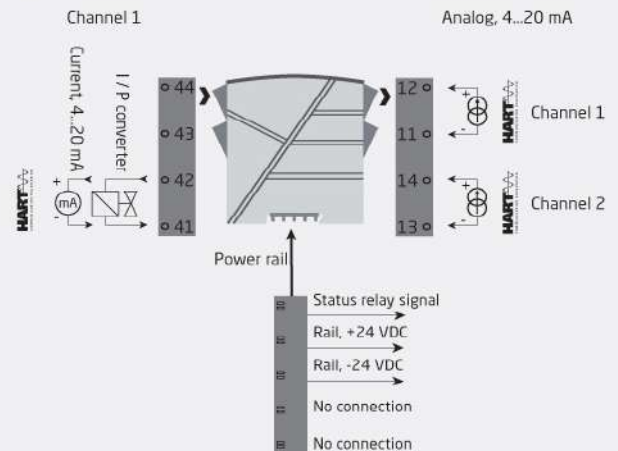 Channel 1
Analog, 4...20 mA
Current, 4...20 mA
I / P converter
44
43
42
41
HART
+
mA
-
12
11
14
13
+
-
HART
Channel 1
+
-
HART
Channel 2
Power rail
Status relay signal
Rail, +24 VDC
Rail, -24 VDC
No connection
No connection